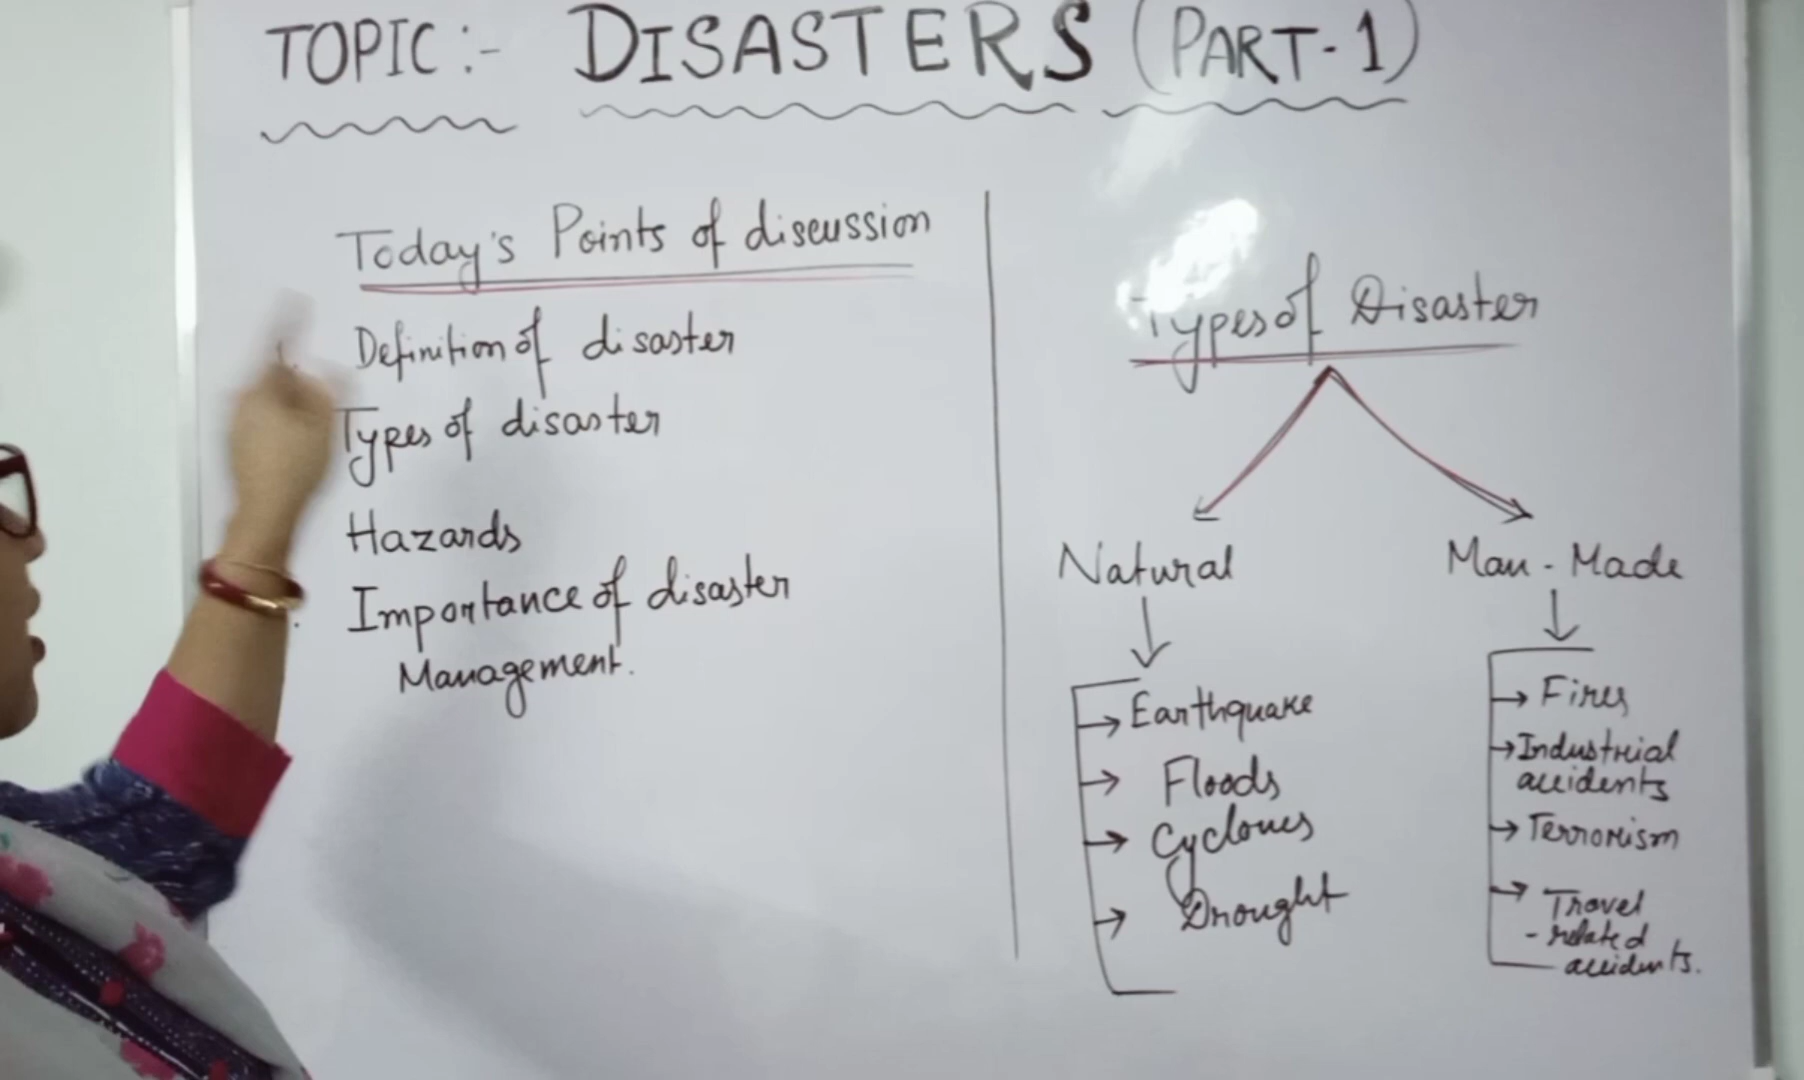 TOPIC :- DISASTERS (PART-1)
Today's Points of discussion
Definition of disaster
Types of disaster
Hazards
Importance of disaster
Management.
Types of Disaster
Natural
Earthquake
Floods
Cyclones
Drought
Man-Made
Fires
Industrial
accidents
Terrorism
Travel
-related
accidents.